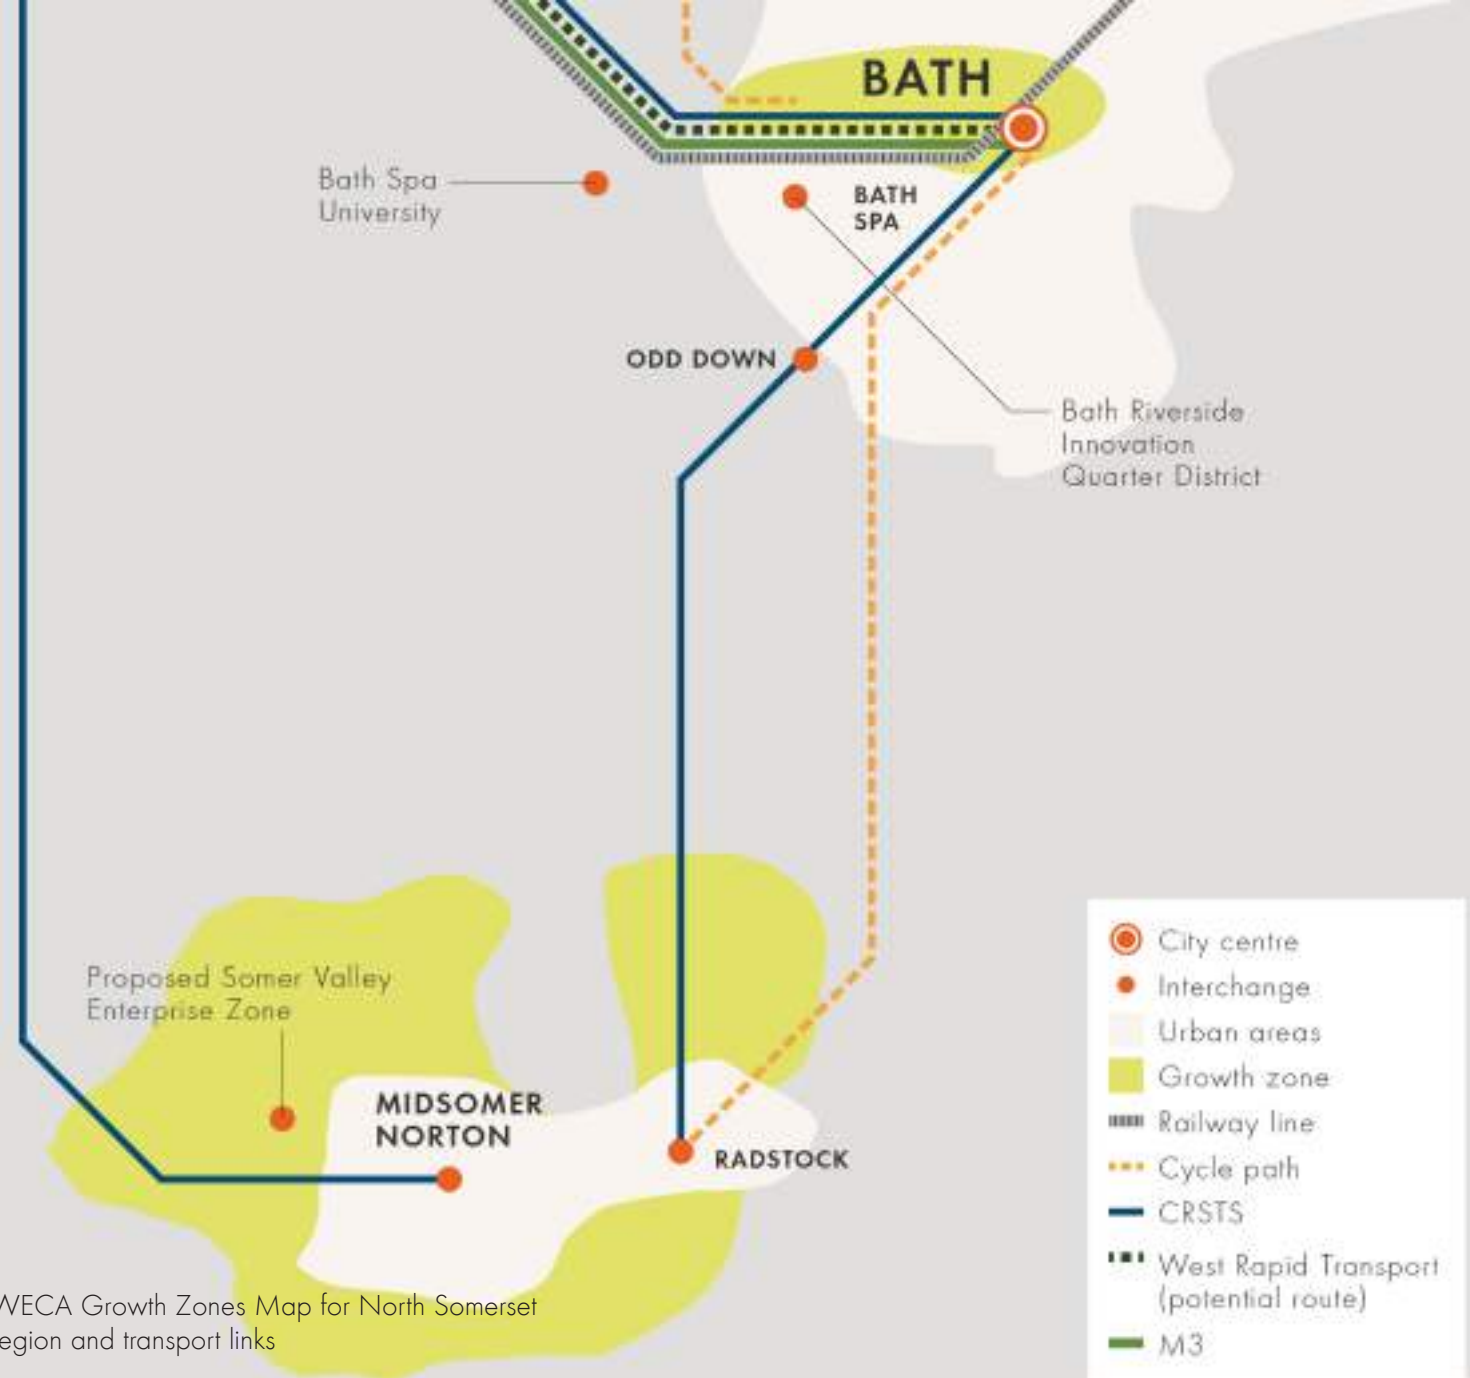 BATH
Bath Spa
University
BATH
SPA
ODD DOWN
Bath Riverside
Innovation
Quarter District
Proposed Somer Valley
Enterprise Zone
MIDSOMER
NORTON
RADSTOCK
City centre
Interchange
Urban areas
Growth zone
Railway line
Cycle path
CRSTS
West Rapid Transport
(potential route)
M3
WECA Growth Zones Map for North Somerset
egion and transport links